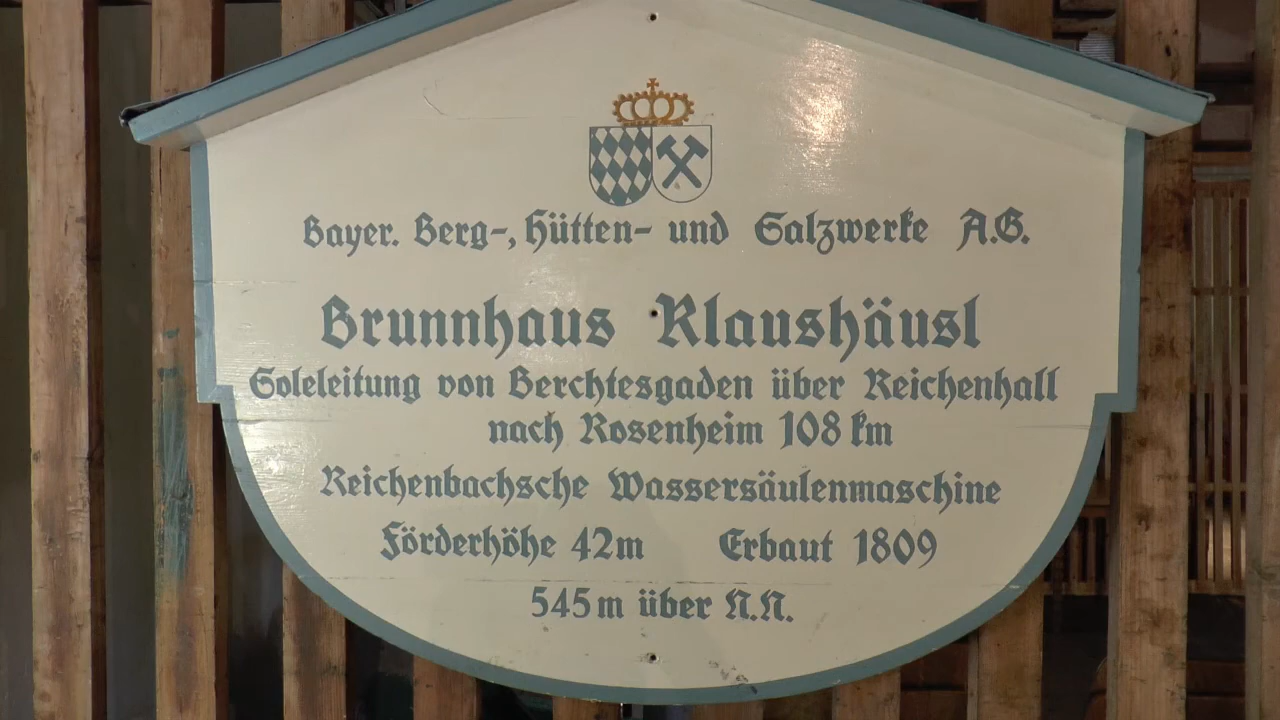 Bayer. Berg-, Hütten- und Salzwerke A.G.
Brunnhaus Klaushäusl
Soleleitung von Berchtesgaden über Reichenhall
nach Rosenheim 108 km
Reichenbachsche Wassersäulenmaschine
Förderhöhe 42m Erbaut 1809
545m über N.N.